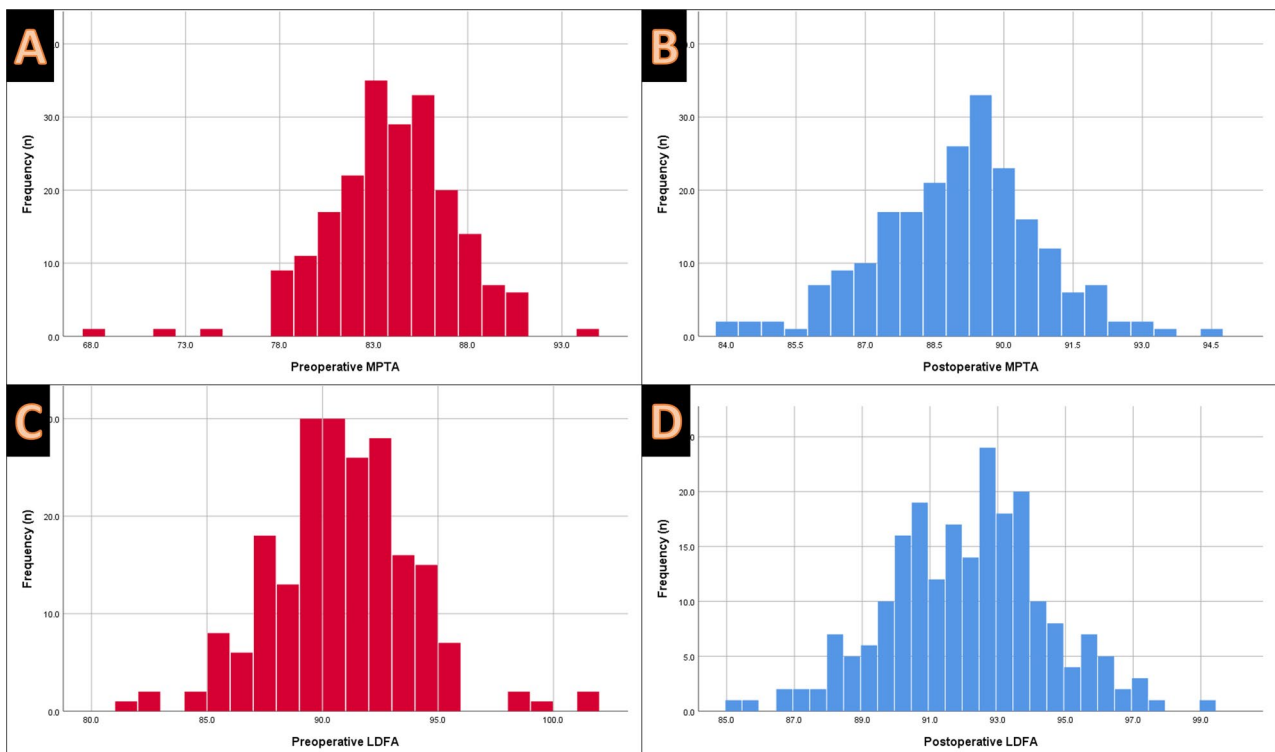 A
Frequency (n)
30.0
20.0
10.0
0.0
68.0 73.0 78.0 83.0 88.0 93.0
Preoperative MPTA
B
Frequency (n)
30.0
20.0
10.0
0.0
84.0 85.5 87.0 88.5 90.0 91.5 93.0 94.5
Postoperative MPTA
C
Frequency (n)
20.0
10.0
0.0
80.0 85.0 90.0 95.0 100.0
Preoperative LDFA
D
Frequency (n)
20.0
15.0
10.0
5.0
0.0
85.0 87.0 89.0 91.0 93.0 95.0 97.0 99.0
Postoperative LDFA